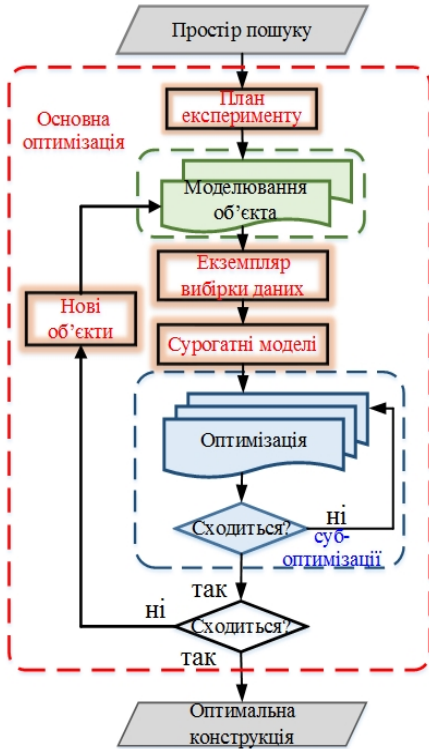 Простір пошуку
Основна
оптимізація
План
експерименту
Моделювання
об’єкта
Екземпляр
вибірки даних
Нові
об’єкти
Сурогатні моделі
Оптимізація
Сходиться?
ні
суб-
оптимізації
так
ні
Сходиться?
так
Оптимальна
конструкція